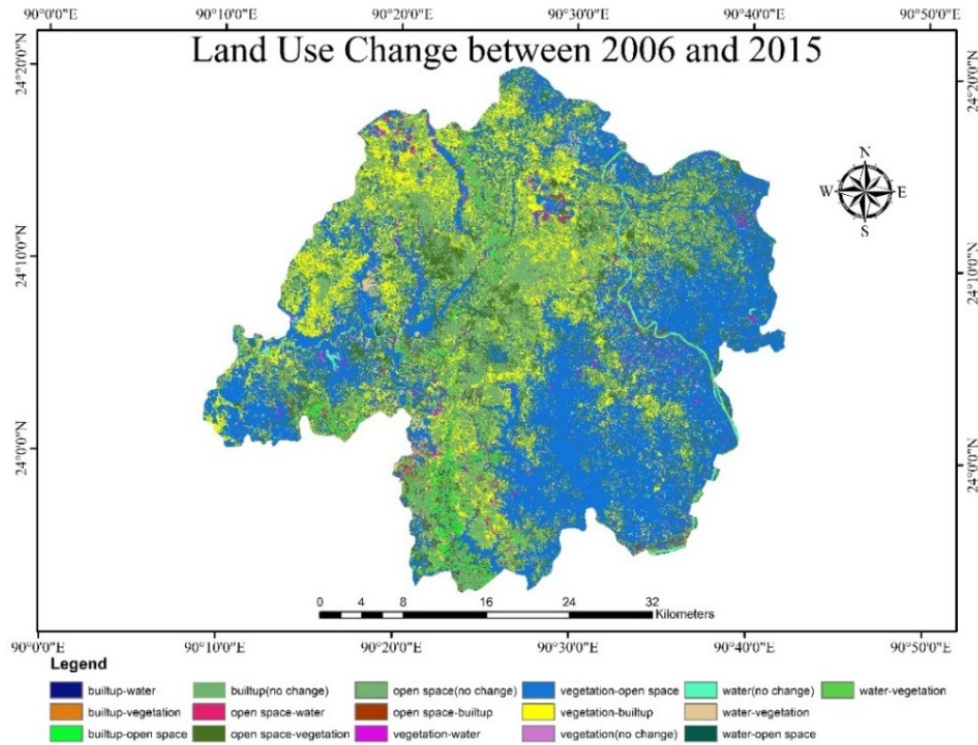 90°0'0"E 90°10'0"E 90°20'0"E 90°30'0"E 90°40'0"E 90°50'0"E
Land Use Change between 2006 and 2015
24°20'0"N
24°10'0"N
24°0'0"N
24°20'0"N
24°10'0"N
24°0'0"N
N
W E
S
0 4 8 16 24 32
Kilometers
90°0'0"E 90°10'0"E 90°20'0"E 90°30'0"E 90°40'0"E 90°50'0"E
Legend
builtup-water builtup(no change) open space(no change) vegetation-open space water(no change) water-vegetation
builtup-vegetation open space-water open space-builtup vegetation-builtup water-vegetation
builtup-open space open space-vegetation vegetation-water vegetation(no change) water-open space